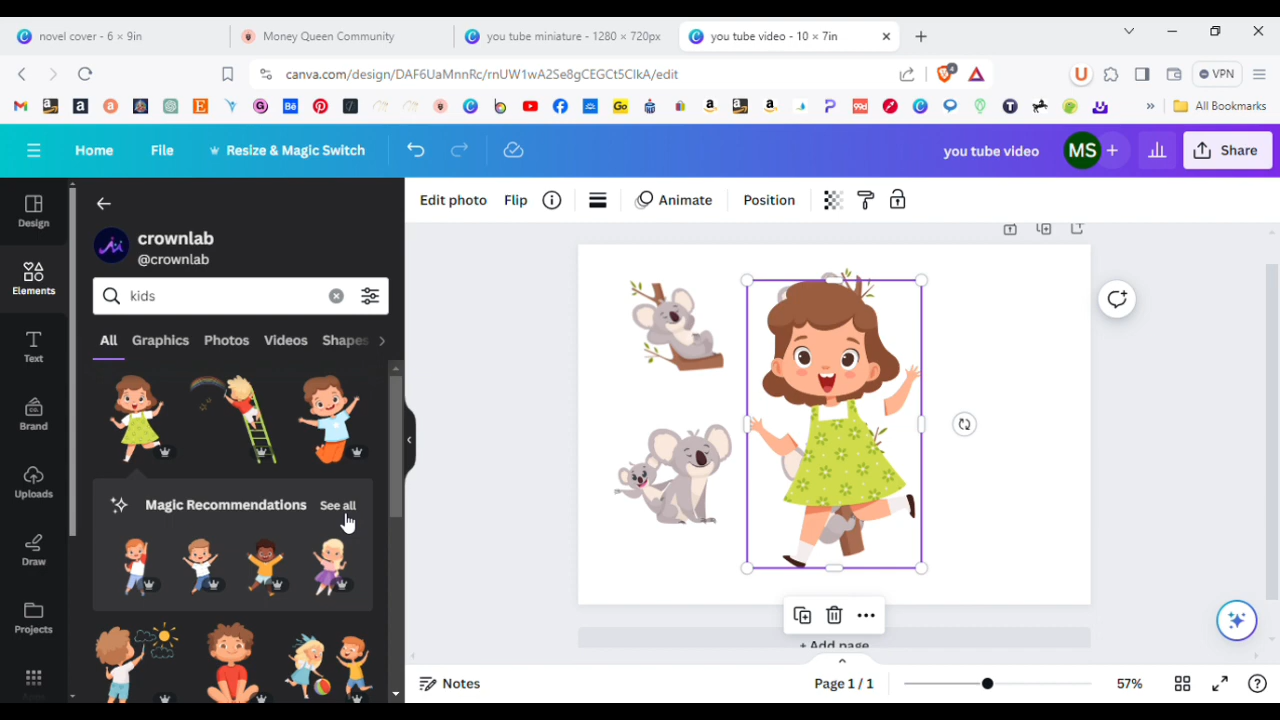 novel cover - 6 × 9in
Money Queen Community
you tube miniature - 1280 × 720px
you tube video - 10 × 7in
canva.com/design/DAF6UaMnnRc/rnUW1wA2Se8gCEGCt5ClkA/edit
4
VPN
All Bookmarks
Home
File
Resize & Magic Switch
you tube video
MS
Share
Design
Elements
Text
Brand
Uploads
Draw
Projects
crownlab
@crownlab
kids
All
Graphics
Photos
Videos
Shapes
Magic Recommendations
See all
Edit photo
Flip
Animate
Position
+ Add page
Notes
Page 1 / 1
57%